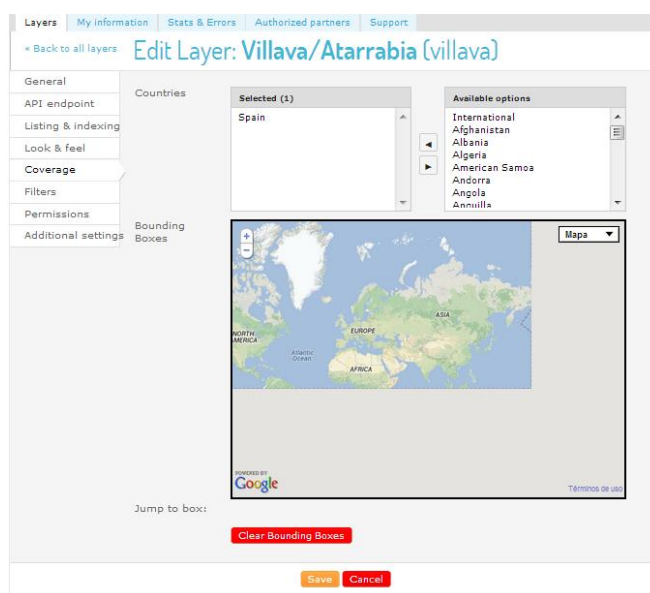 Layers My information Stats & Errors Authorized partners Support
« Back to all layers Edit Layer: Villava/Atarrabia (villava)
General
API endpoint
Listing & indexing
Look & feel
Coverage
Filters
Permissions
Additional settings
Countries
Selected (1)
Spain
Available options
International
Afghanistan
Albania
Algeria
American Samoa
Andorra
Angola
Anguilla
Bounding
Boxes
+
-
Mapa
NORTH
AMERICA
Atlantic
Ocean
EUROPE
ASIA
AFRICA
POWERED BY
Google
Términos de uso
Jump to box:
Clear Bounding Boxes
Save Cancel